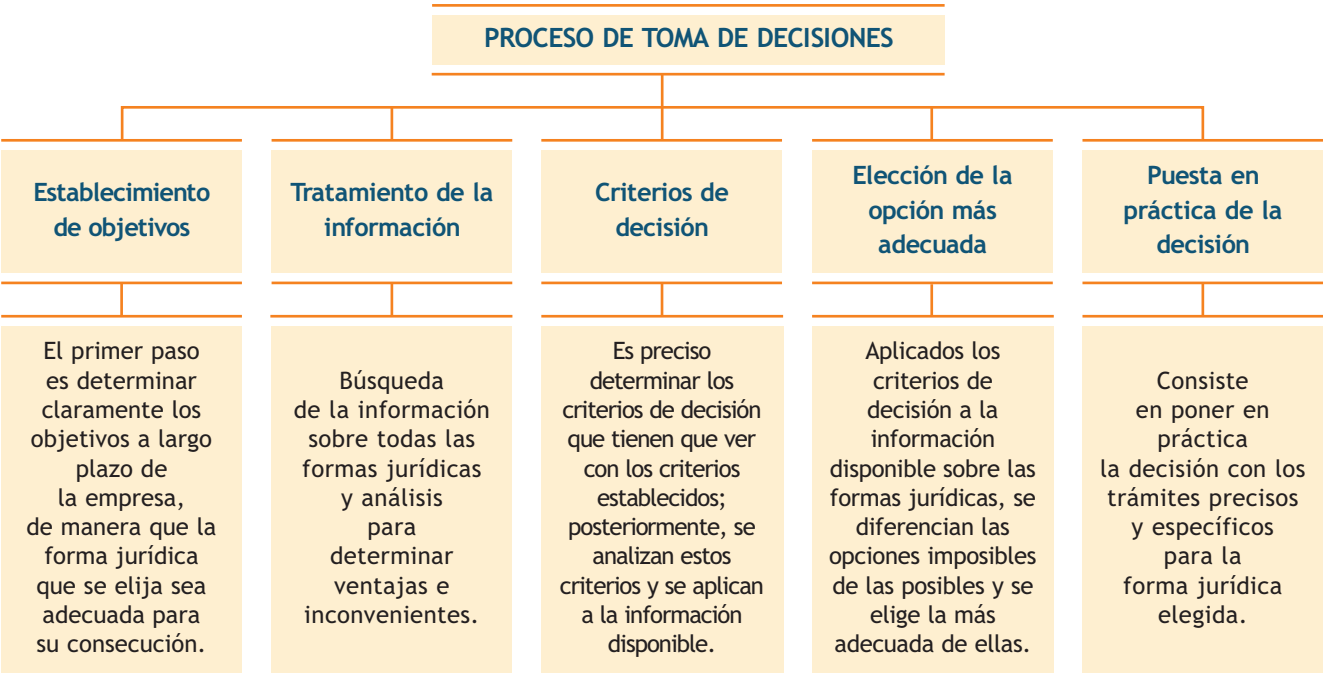 PROCESO DE TOMA DE DECISIONES
Establecimiento
de objetivos
El primer paso
es determinar
claramente los
objetivos a largo
plazo de
la empresa,
de manera que la
forma jurídica
que se elija sea
adecuada para
su consecución.
Tratamiento de la
información
Búsqueda
de la información
sobre todas las
formas jurídicas
y análisis
para
determinar
ventajas e
inconvenientes.
Criterios de
decisión
Es preciso
determinar los
criterios de decisión
que tienen que ver
con los criterios
establecidos;
posteriormente, se
analizan estos
criterios y se aplican
a la información
disponible.
Elección de la
opción más
adecuada
Aplicados los
criterios de
decisión a la
información
disponible sobre las
formas jurídicas, se
diferencian las
opciones imposibles
de las posibles y se
elige la más
adecuada de ellas.
Puesta en
práctica de la
decisión
Consiste
en poner en
práctica
la decisión con los
trámites precisos
y específicos
para la
forma jurídica
elegida.